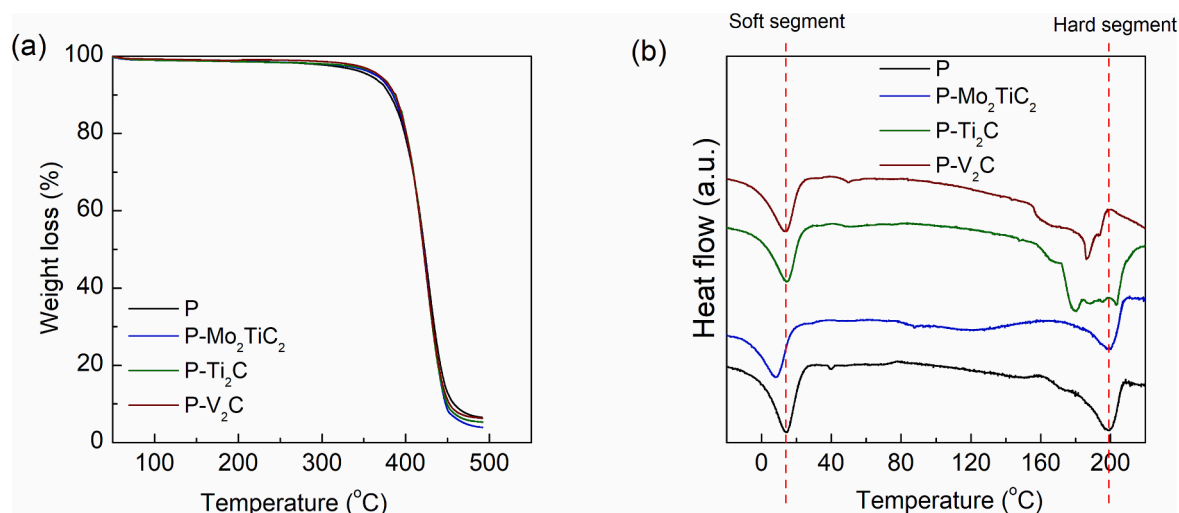 (a)
100
80
60
40
20
0
Weight loss (%)
P
P-Mo₂TiC₂
P-Ti₂C
P-V₂C
100 200 300 400 500
Temperature (°C)
Soft segment
Hard segment
(b)
P
P-Mo₂TiC₂
P-Ti₂C
P-V₂C
Heat flow (a.u.)
0 40 80 120 160 200
Temperature (°C)